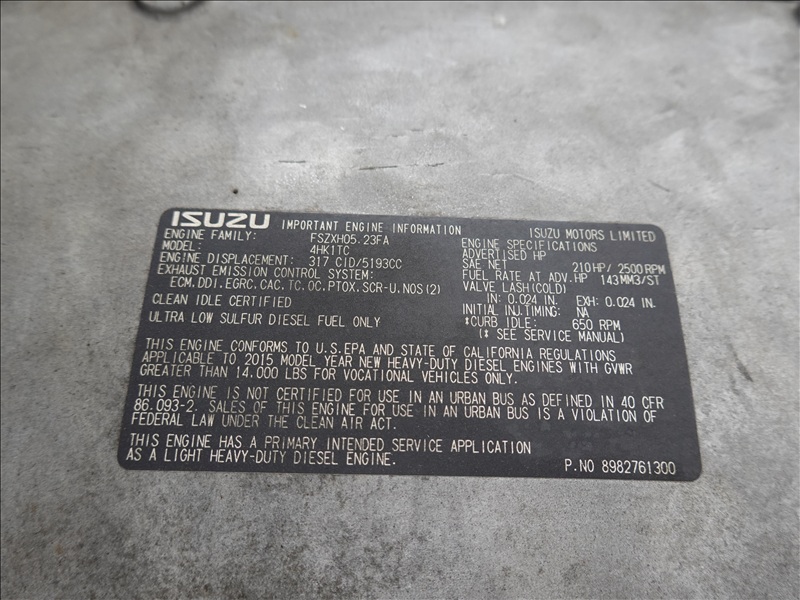 ISUZU IMPORTANT ENGINE INFORMATION ISUZU MOTORS LIMITED
ENGINE FAMILY: FSZXH05.23FA
MODEL: 4HK1TC
ENGINE DISPLACEMENT: 317 CID/5193CC
EXHAUST EMISSION CONTROL SYSTEM:
ECM.DDI.EGRC.CAC.TC.OC.PTOX.SCR-U.NOS(2)
CLEAN IDLE CERTIFIED
ULTRA LOW SULFUR DIESEL FUEL ONLY
ENGINE SPECIFICATIONS
ADVERTISED HP
SAE NET 210HP/ 2500RPM
FUEL RATE AT ADV.HP 143MM3/ST
VALVE LASH(COLD)
IN: 0.024 IN. EXH: 0.024 IN.
INITIAL INJ.TIMING: NA
*CURB IDLE: 650 RPM
(* SEE SERVICE MANUAL)
THIS ENGINE CONFORMS TO U.S.EPA AND STATE OF CALIFORNIA REGULATIONS
APPLICABLE TO 2015 MODEL YEAR NEW HEAVY-DUTY DIESEL ENGINES WITH GVWR
GREATER THAN 14.000 LBS FOR VOCATIONAL VEHICLES ONLY.
THIS ENGINE IS NOT CERTIFIED FOR USE IN AN URBAN BUS AS DEFINED IN 40 CFR
86.093-2. SALES OF THIS ENGINE FOR USE IN AN URBAN BUS IS A VIOLATION OF
FEDERAL LAW UNDER THE CLEAN AIR ACT.
THIS ENGINE HAS A PRIMARY INTENDED SERVICE APPLICATION
AS A LIGHT HEAVY-DUTY DIESEL ENGINE.
P.NO 8982761300